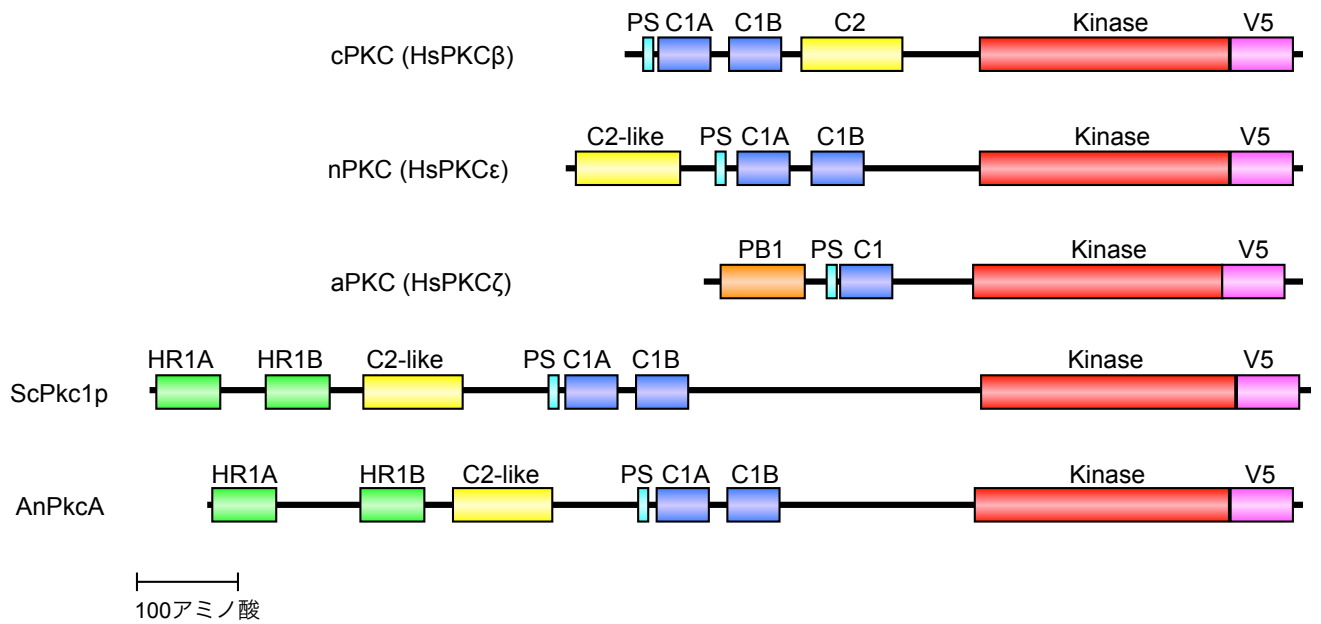 PS C1A C1B C2 Kinase V5
cPKC (HsPKCβ)
C2-like PS C1A C1B Kinase V5
nPKC (HsPKCε)
PB1 PS C1 Kinase V5
aPKC (HsPKCζ)
HR1A HR1B C2-like PS C1A C1B Kinase V5
ScPkc1p
HR1A HR1B C2-like PS C1A C1B Kinase V5
AnPkcA
100アミノ酸